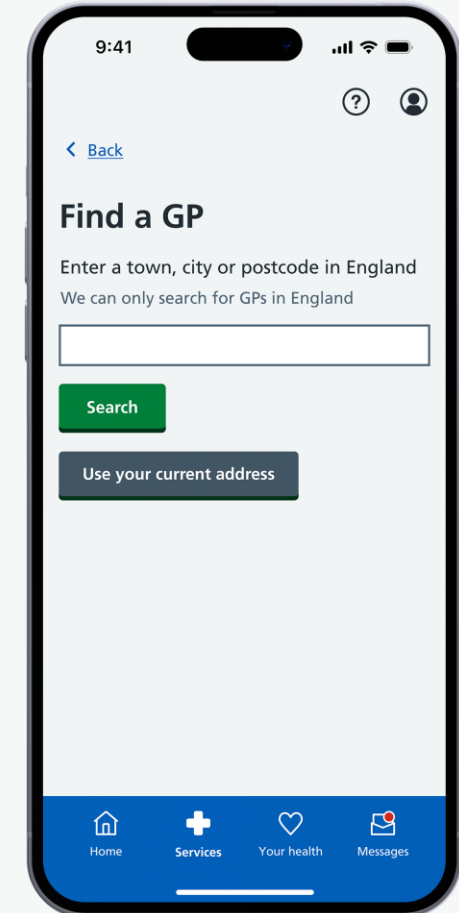 9:41
?
Back
Find a GP
Enter a town, city or postcode in England
We can only search for GPs in England
Search
Use your current address
Home Services Your health Messages